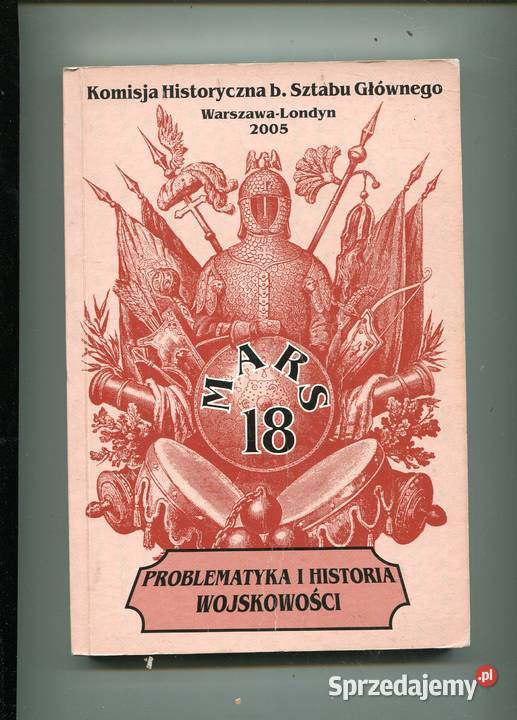 Komisja Historyczna b. Sztabu Głównego
Warszawa-Londyn
2005
MARS
18
PROBLEMATYKA I HISTORIA
WOJSKOWOŚCI
Sprzedajemy.pl